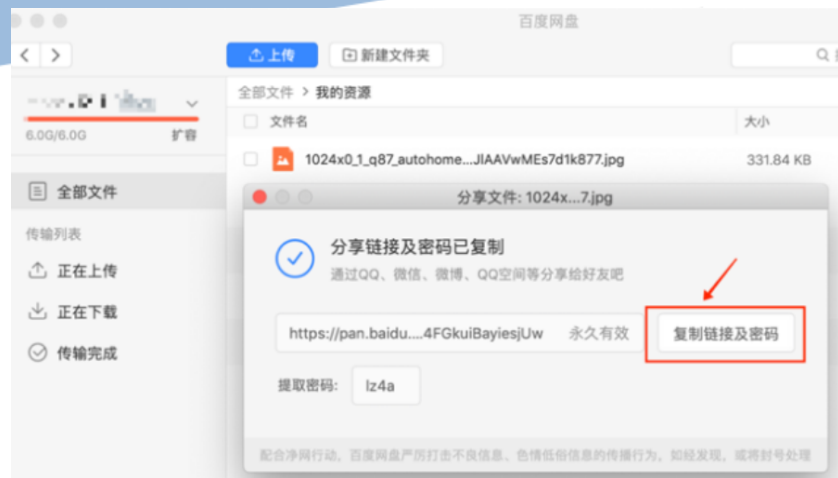 百度网盘
上传
新建文件夹
全部文件 > 我的资源
6.0G/6.0G 扩容
文件名 大小
1024x0_1_q87_autohome...JIAAVwMEs7d1k877.jpg 331.84 KB
全部文件
传输列表
正在上传
正在下载
传输完成
分享文件: 1024x...7.jpg
分享链接及密码已复制
通过QQ、微信、微博、QQ空间等分享给好友吧
https://pan.baidu....4FGkuiBayiesjUw 永久有效
复制链接及密码
提取密码: lz4a
配合净网行动，百度网盘严厉打击不良信息、色情低俗信息的传播行为，如经发现，或将封号处理